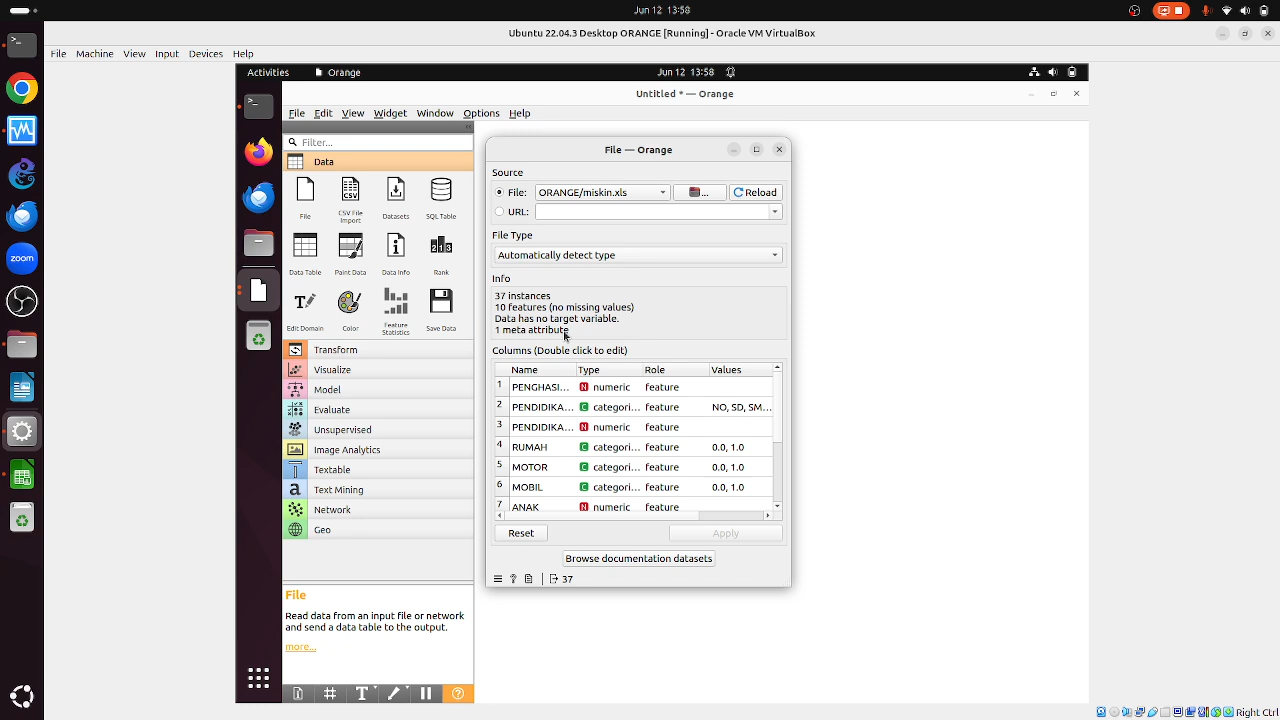 Jun 12 13:58
Ubuntu 22.04.3 Desktop ORANGE [Running] - Oracle VM VirtualBox
File Machine View Input Devices Help
Activities Orange Jun 12 13:58
Untitled * — Orange
File Edit View Widget Window Options Help
Filter...
Data
File CSV File Import Datasets SQL Table
Data Table Paint Data Data Info Rank
Edit Domain Color Feature Statistics Save Data
Transform
Visualize
Model
Evaluate
Unsupervised
Image Analytics
Textable
Text Mining
Network
Geo
File
Read data from an input file or network
and send a data table to the output.
more...
File — Orange
Source
File: ORANGE/miskin.xls ... Reload
URL:
File Type
Automatically detect type
Info
37 instances
10 features (no missing values)
Data has no target variable.
1 meta attribute
Columns (Double click to edit)
Name Type Role Values
1 PENGHASI... N numeric feature
2 PENDIDIKA... C categori... feature NO, SD, SM...
3 PENDIDIKA... N numeric feature
4 RUMAH C categori... feature 0.0, 1.0
5 MOTOR C categori... feature 0.0, 1.0
6 MOBIL C categori... feature 0.0, 1.0
7 ANAK N numeric feature
Reset Apply
Browse documentation datasets
37
zoom
Right Ctrl